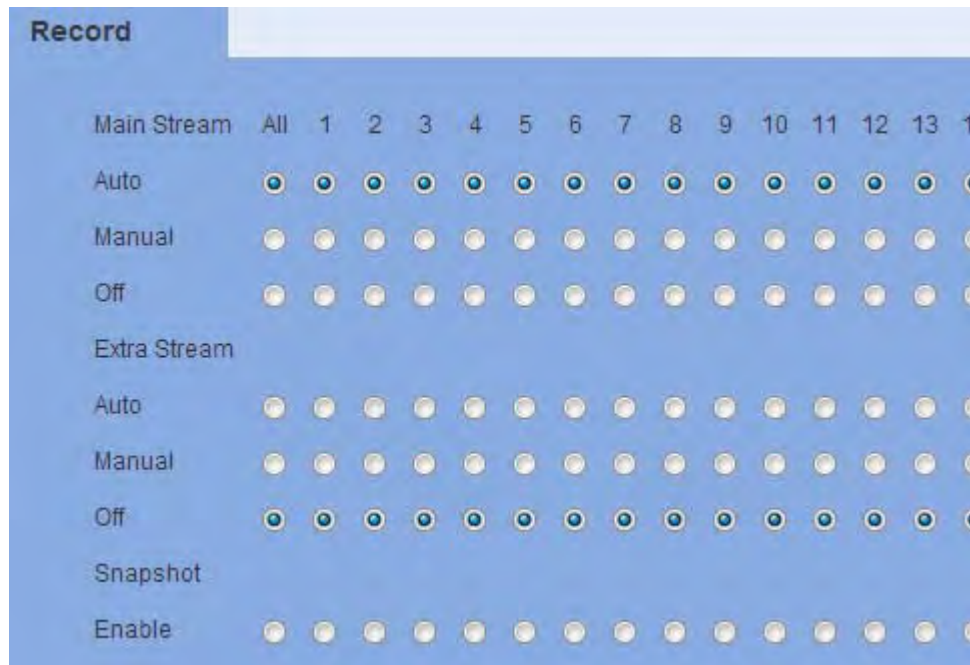 Record
Main Stream All 1 2 3 4 5 6 7 8 9 10 11 12 13
Auto
Manual
Off
Extra Stream
Auto
Manual
Off
Snapshot
Enable